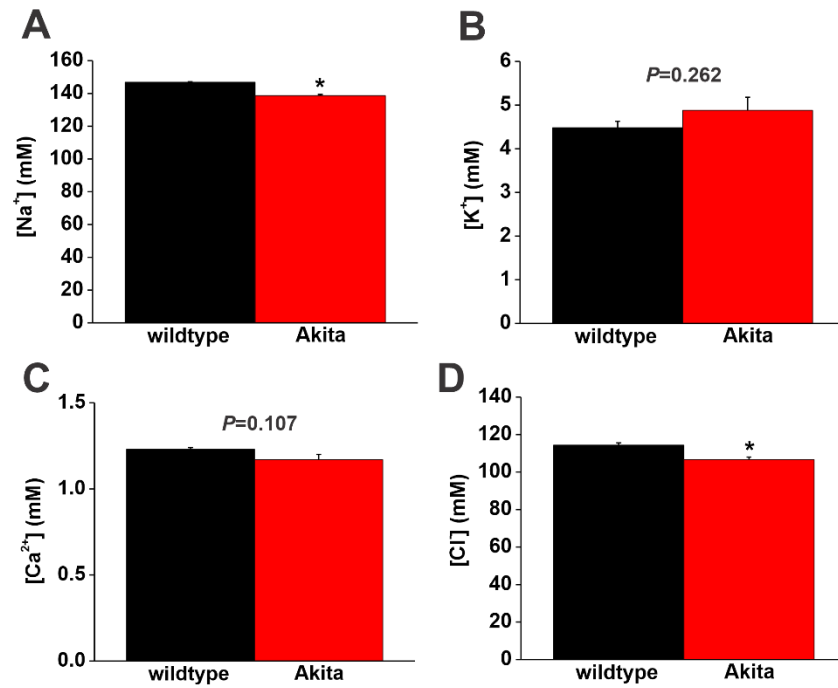 A
[Na⁺] (mM)
160
140
120
100
80
60
40
20
0
*
wildtype Akita
B
[K⁺] (mM)
6
5
4
3
2
1
0
P=0.262
wildtype Akita
C
[Ca²⁺] (mM)
1.5
1.0
0.5
0.0
P=0.107
wildtype Akita
D
[Cl⁻] (mM)
140
120
100
80
60
40
20
0
*
wildtype Akita